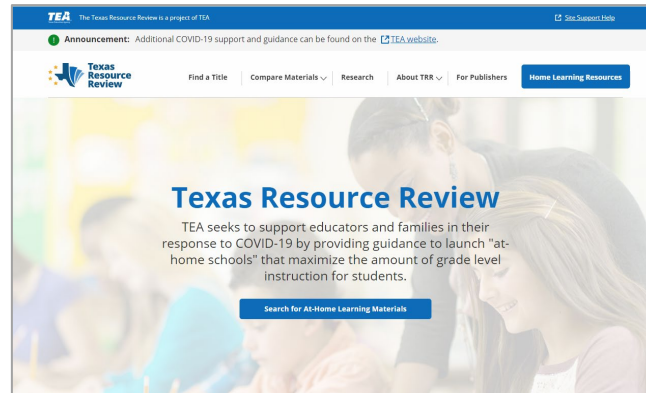 TEA The Texas Resource Review is a project of TEA
Site Support Help
Announcement: Additional COVID-19 support and guidance can be found on the TEA website.
Texas
Resource
Review
Find a Title
Compare Materials
Research
About TRR
For Publishers
Home Learning Resources
Texas Resource Review
TEA seeks to support educators and families in their
response to COVID-19 by providing guidance to launch "at-
home schools" that maximize the amount of grade level
instruction for students.
Search for At-Home Learning Materials